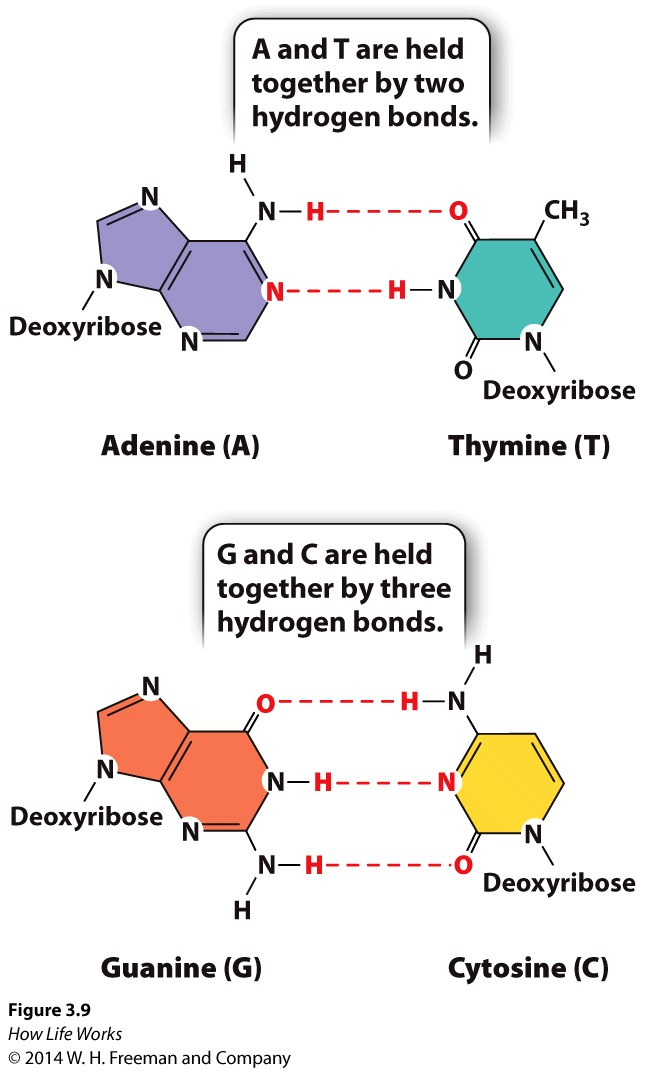 A and T are held
together by two
hydrogen bonds.
H
N
N
H
O
CH₃
N
N
H
N
Deoxyribose
N
O
N
Deoxyribose
Adenine (A)
Thymine (T)
G and C are held
together by three
hydrogen bonds.
H
N
O
H
N
N
N
H
N
Deoxyribose
N
N
N
H
O
Deoxyribose
H
Guanine (G)
Cytosine (C)
Figure 3.9
How Life Works
© 2014 W. H. Freeman and Company